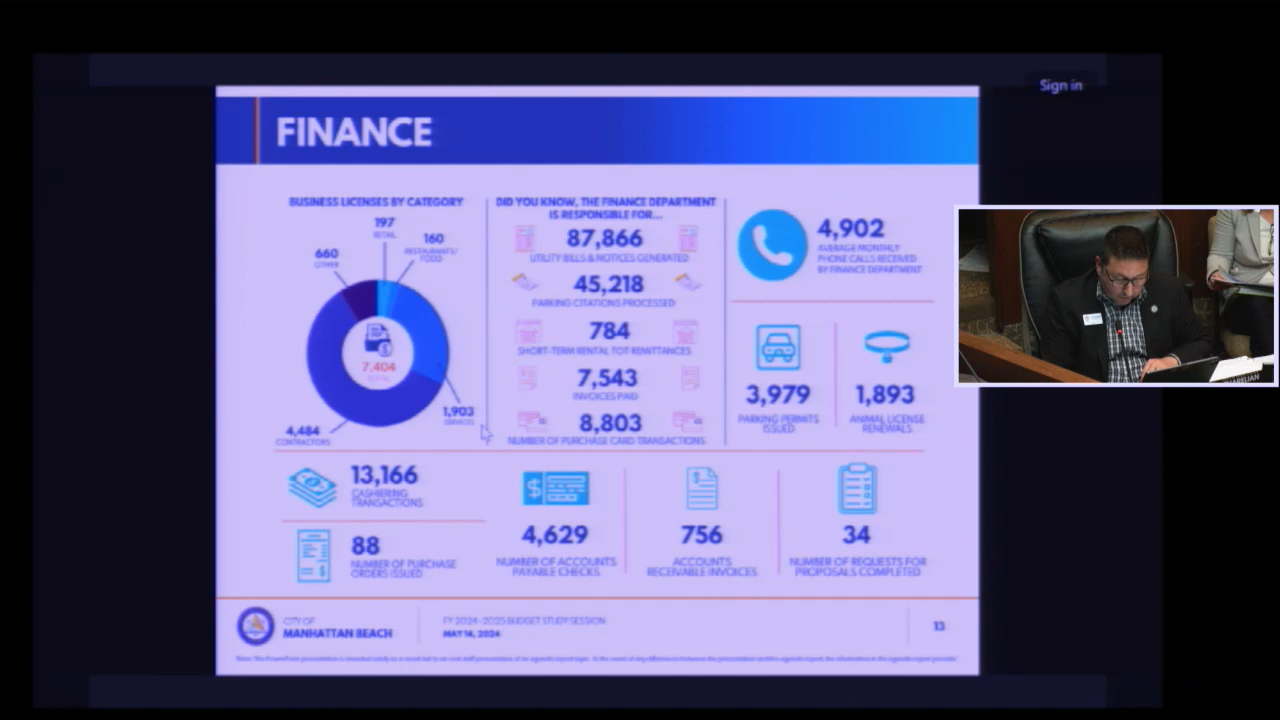 Sign in
FINANCE
BUSINESS LICENSES BY CATEGORY
197
RETAIL
160
RESTAURANTS/
FOOD
660
OTHER
7,404
TOTAL
1,903
SERVICES
4,484
CONTRACTORS
DID YOU KNOW, THE FINANCE DEPARTMENT
IS RESPONSIBLE FOR...
87,866
UTILITY BILLS & NOTICES GENERATED
45,218
PARKING CITATIONS PROCESSED
784
SHORT-TERM RENTAL TOT REMITTANCES
7,543
INVOICES PAID
8,803
NUMBER OF PURCHASE CARD TRANSACTIONS
4,902
AVERAGE MONTHLY
PHONE CALLS RECEIVED
BY FINANCE DEPARTMENT
3,979
PARKING PERMITS
ISSUED
1,893
ANIMAL LICENSE
RENEWALS
13,166
CASHIERING
TRANSACTIONS
88
NUMBER OF PURCHASE
ORDERS ISSUED
4,629
NUMBER OF ACCOUNTS
PAYABLE CHECKS
756
ACCOUNTS
RECEIVABLE INVOICES
34
NUMBER OF REQUESTS FOR
PROPOSALS COMPLETED
CITY OF
MANHATTAN BEACH
FY 2024-2025 BUDGET STUDY SESSION
MAY 14, 2024
13